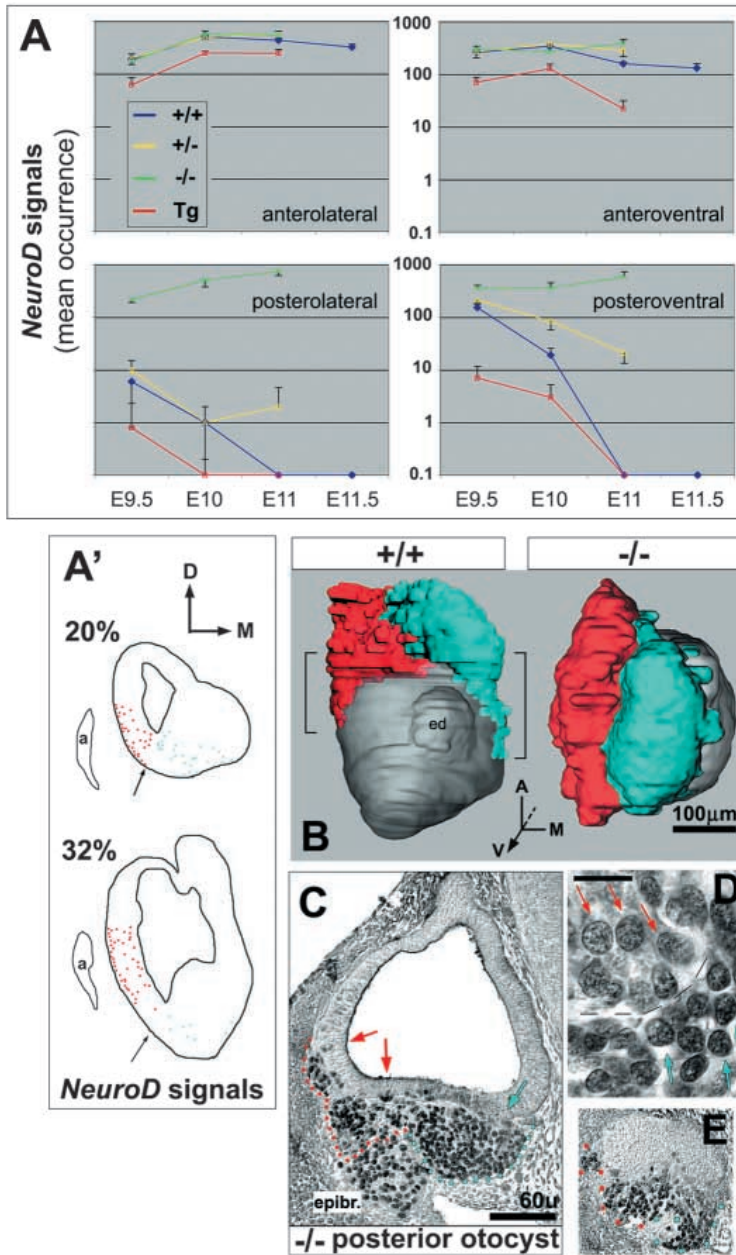 A
NeuroD signals
(mean occurrence)
+/+
+/-
-/-
Tg
anterolateral
1000
100
10
1
0.1
anteroventral
posterolateral
E9.5 E10 E11 E11.5
1000
100
10
1
0.1
posteroventral
E9.5 E10 E11 E11.5
A'
D
M
20%
a
32%
a
NeuroD signals
+/+
-/-
ed
A
M
V
B
100µm
C
epibr.
60u
-/- posterior otocyst
D
E